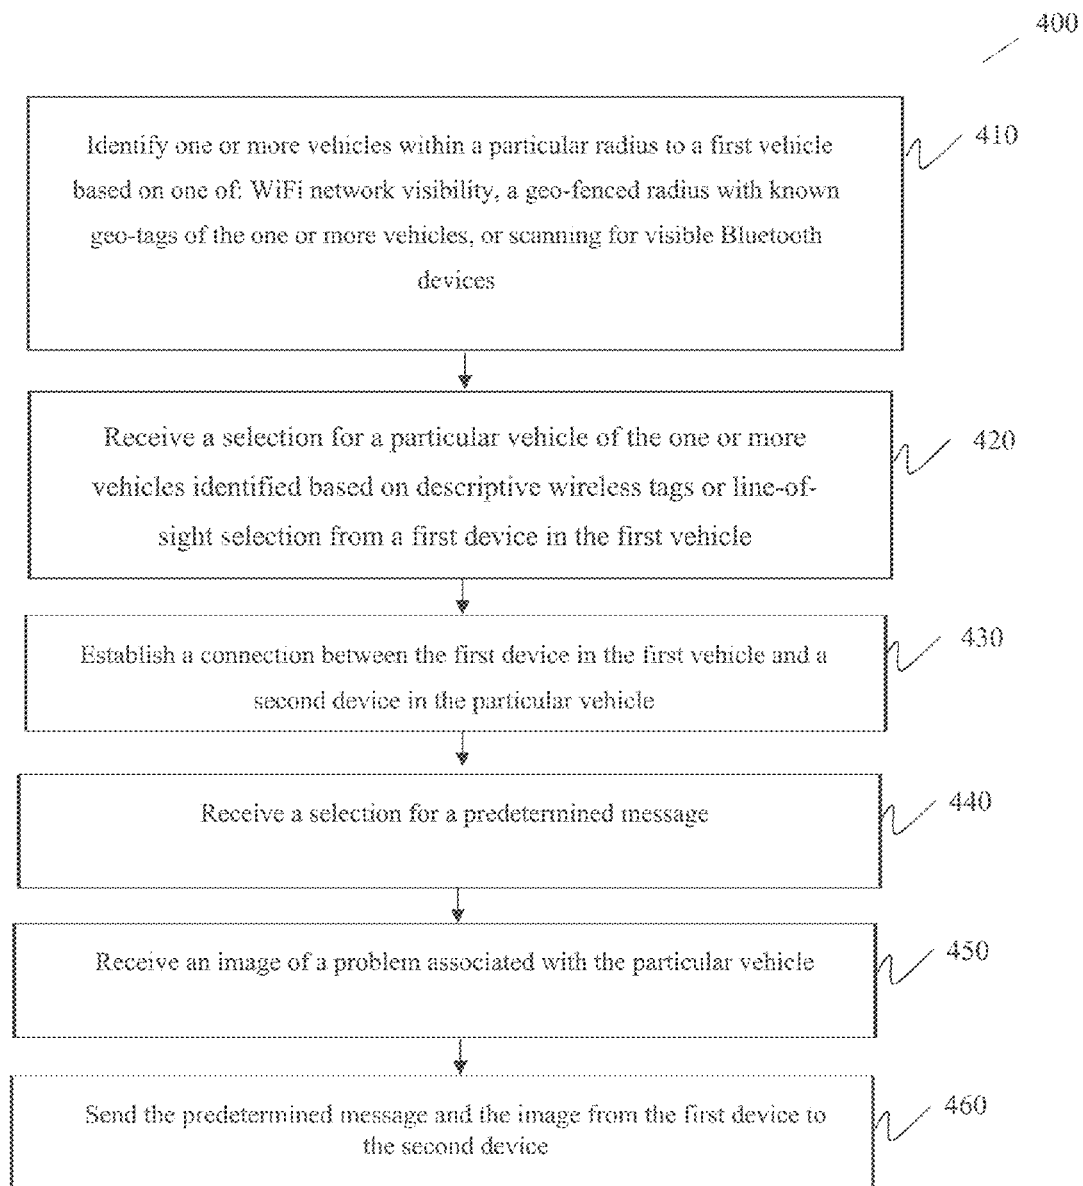 400
Identify one or more vehicles within a particular radius to a first vehicle
based on one of: WiFi network visibility, a geo-fenced radius with known
geo-tags of the one or more vehicles, or scanning for visible Bluetooth
devices
410
Receive a selection for a particular vehicle of the one or more
vehicles identified based on descriptive wireless tags or line-of-
sight selection from a first device in the first vehicle
420
Establish a connection between the first device in the first vehicle and a
second device in the particular vehicle
430
Receive a selection for a predetermined message
440
Receive an image of a problem associated with the particular vehicle
450
Send the predetermined message and the image from the first device to
the second device
460